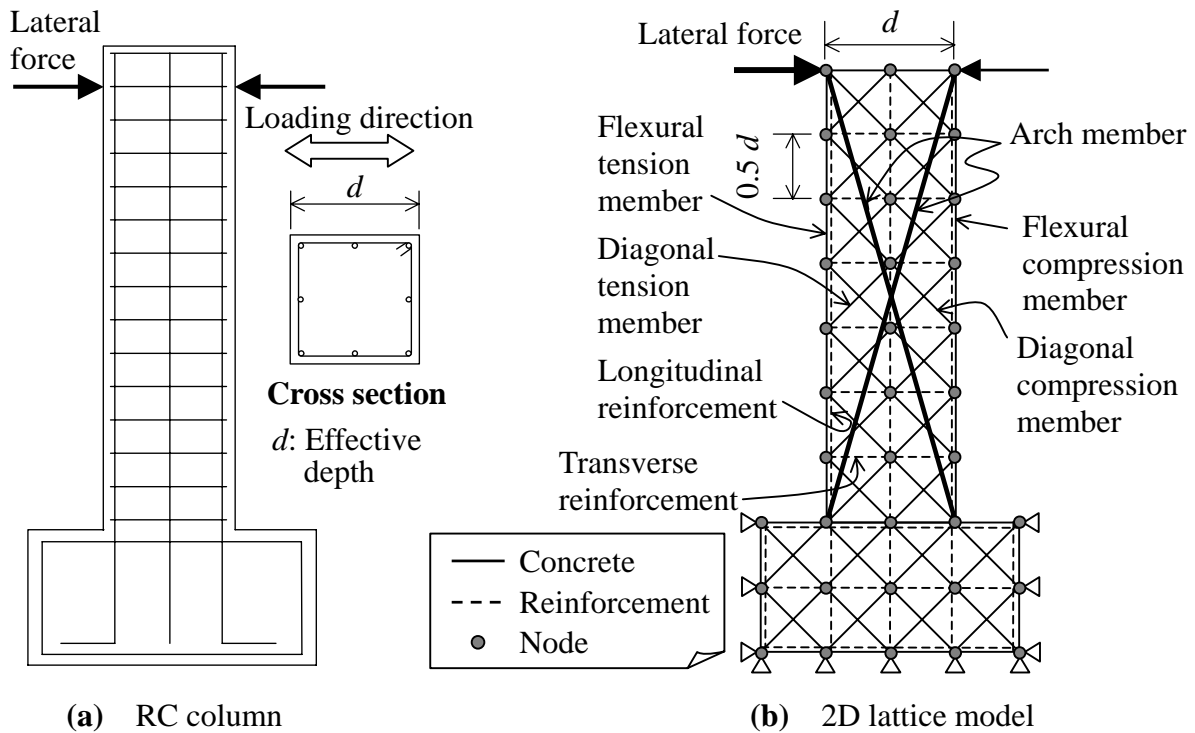 Lateral
force
Loading direction
d
Cross section
d: Effective
depth
(a) RC column
Lateral force
d
Flexural
tension
member
0.5 d
Arch member
Diagonal
tension
member
Flexural
compression
member
Longitudinal
reinforcement
Diagonal
compression
member
Transverse
reinforcement
Concrete
Reinforcement
Node
(b) 2D lattice model